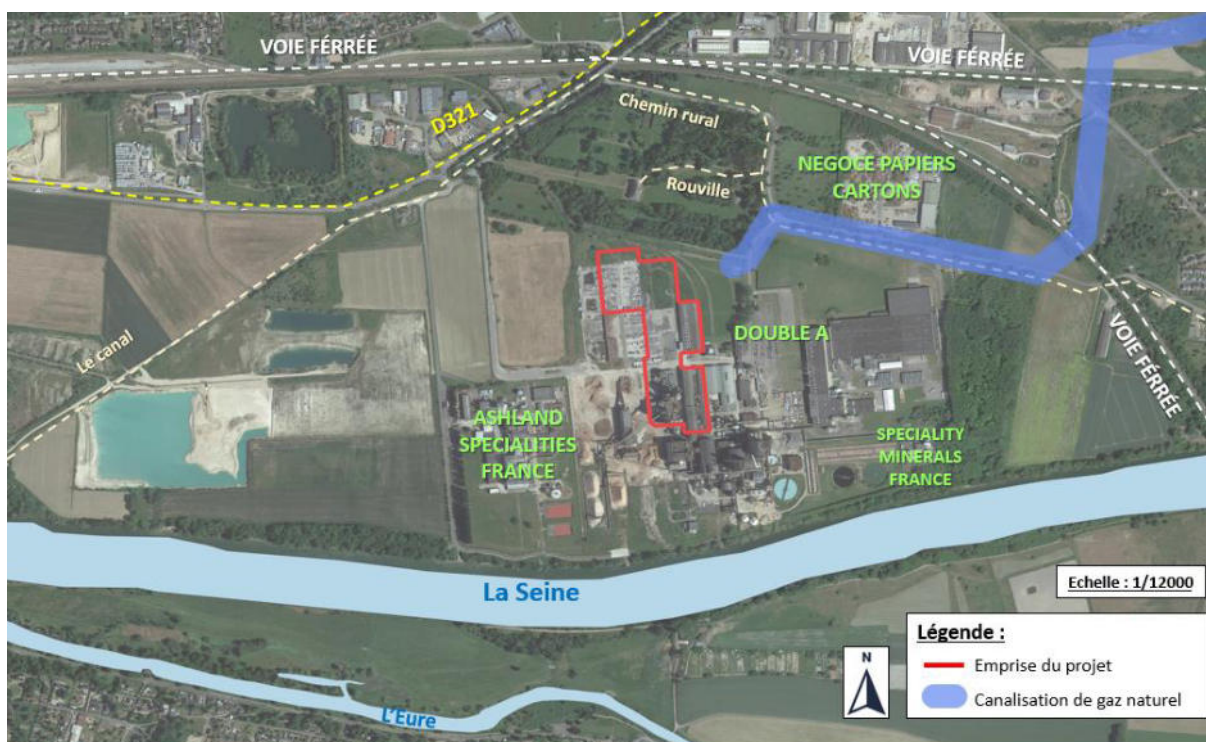 VOIE FÉRRÉE
VOIE FÉRRÉE
D321
Chemin rural
Rouville
NEGOCE PAPIERS
CARTONS
Le canal
DOUBLE A
VOIE FÉRRÉE
ASHLAND
SPECIALITIES
FRANCE
SPECIALITY
MINERALS
FRANCE
La Seine
Echelle : 1/12000
Légende :
N
Emprise du projet
Canalisation de gaz naturel
L'Eure